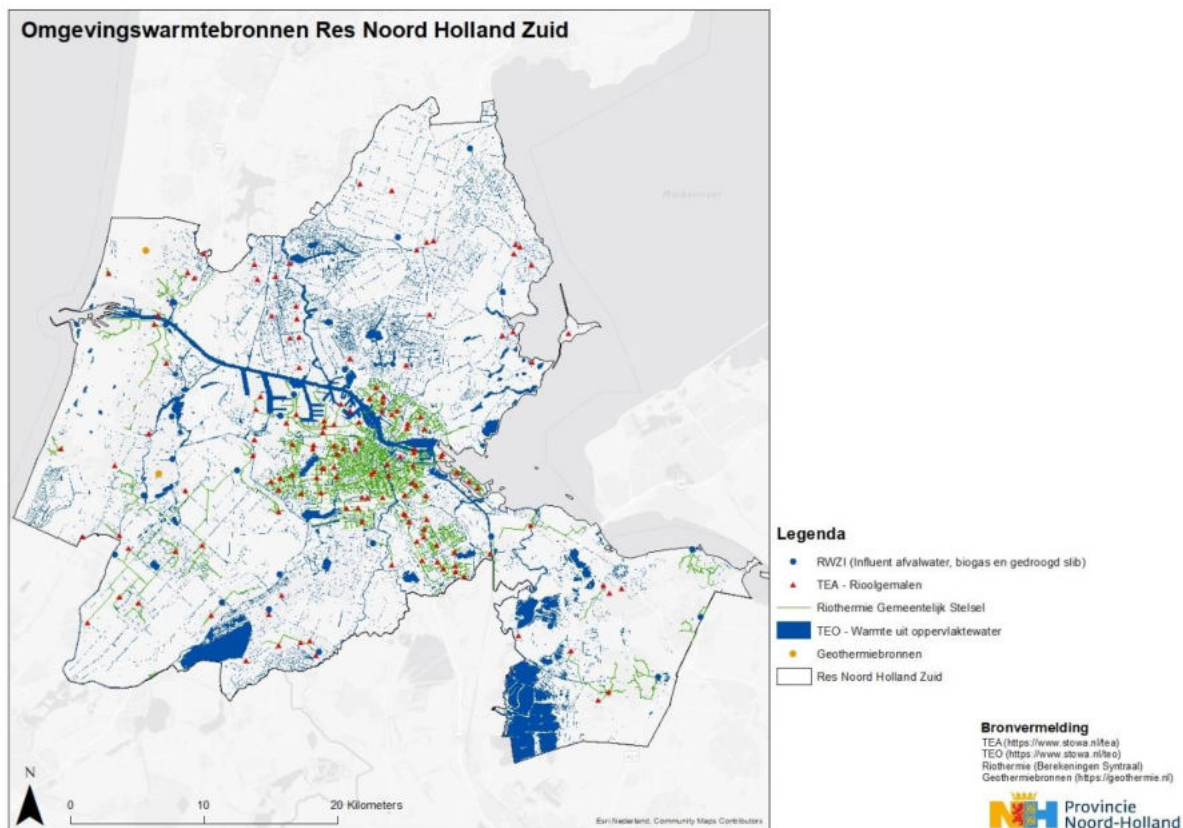 Omgevingswarmtebronnen Res Noord Holland Zuid
Markermeer
N
0 10 20 Kilometers
Esri Nederland, Community Maps Contributors
Legenda
RWZI (Influent afvalwater, biogas en gedroogd slib)
TEA - Rioolgemalen
Riothermie Gemeentelijk Stelsel
TEO - Warmte uit oppervlaktewater
Geothermiebronnen
Res Noord Holland Zuid
Bronvermelding
TEA (https://www.stowa.nl/tea)
TEO (https://www.stowa.nl/teo)
Riothermie (Berekeningen Syntraal)
Geothermiebronnen (https://geothermie.nl)
NH
Provincie
Noord-Holland